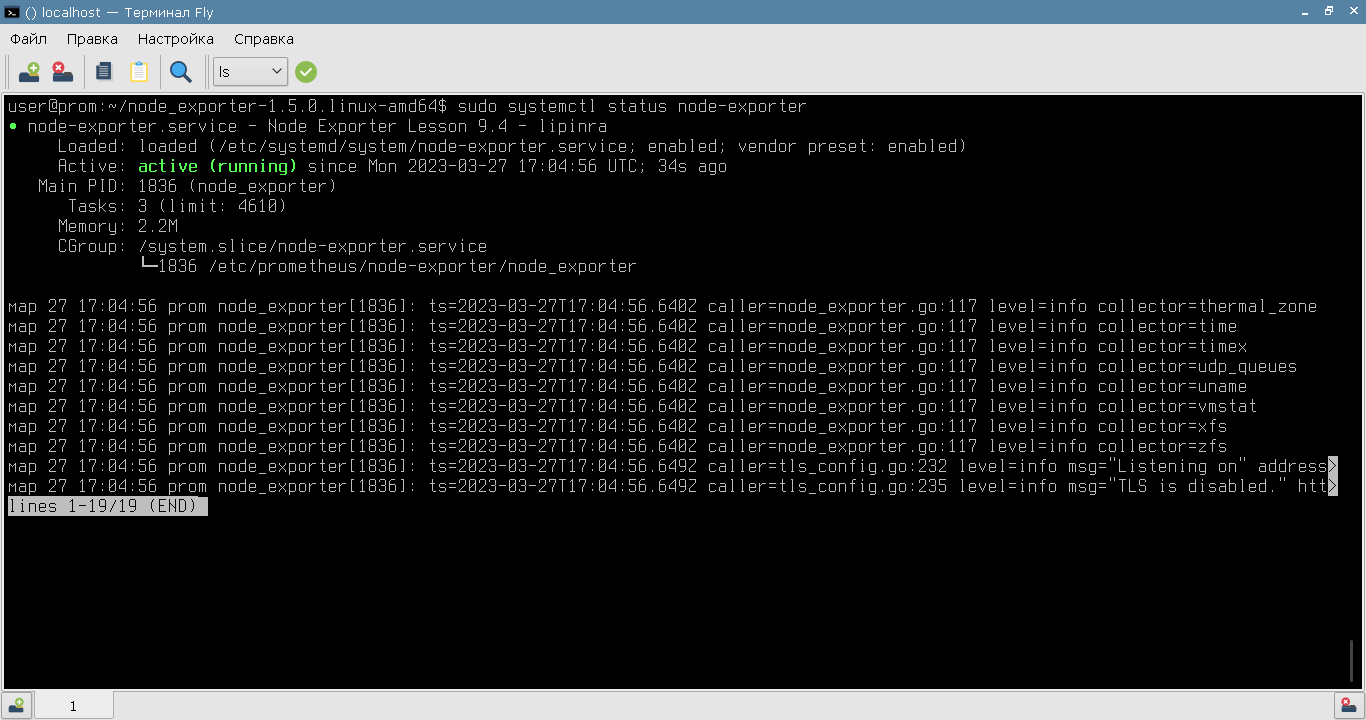 () localhost — Терминал Fly
Файл Правка Настройка Справка
ls
user@prom:~/node_exporter-1.5.0.linux-amd64$ sudo systemctl status node-exporter
● node-exporter.service - Node Exporter Lesson 9.4 - lipinra
Loaded: loaded (/etc/systemd/system/node-exporter.service; enabled; vendor preset: enabled)
Active: active (running) since Mon 2023-03-27 17:04:56 UTC; 34s ago
Main PID: 1836 (node_exporter)
Tasks: 3 (limit: 4610)
Memory: 2.2M
CGroup: /system.slice/node-exporter.service
└─1836 /etc/prometheus/node-exporter/node_exporter
мар 27 17:04:56 prom node_exporter[1836]: ts=2023-03-27T17:04:56.640Z caller=node_exporter.go:117 level=info collector=thermal_zone
мар 27 17:04:56 prom node_exporter[1836]: ts=2023-03-27T17:04:56.640Z caller=node_exporter.go:117 level=info collector=time
мар 27 17:04:56 prom node_exporter[1836]: ts=2023-03-27T17:04:56.640Z caller=node_exporter.go:117 level=info collector=timex
мар 27 17:04:56 prom node_exporter[1836]: ts=2023-03-27T17:04:56.640Z caller=node_exporter.go:117 level=info collector=udp_queues
мар 27 17:04:56 prom node_exporter[1836]: ts=2023-03-27T17:04:56.640Z caller=node_exporter.go:117 level=info collector=uname
мар 27 17:04:56 prom node_exporter[1836]: ts=2023-03-27T17:04:56.640Z caller=node_exporter.go:117 level=info collector=vmstat
мар 27 17:04:56 prom node_exporter[1836]: ts=2023-03-27T17:04:56.640Z caller=node_exporter.go:117 level=info collector=xfs
мар 27 17:04:56 prom node_exporter[1836]: ts=2023-03-27T17:04:56.640Z caller=node_exporter.go:117 level=info collector=zfs
мар 27 17:04:56 prom node_exporter[1836]: ts=2023-03-27T17:04:56.649Z caller=tls_config.go:232 level=info msg="Listening on" address>
мар 27 17:04:56 prom node_exporter[1836]: ts=2023-03-27T17:04:56.649Z caller=tls_config.go:235 level=info msg="TLS is disabled." htt>
lines 1-19/19 (END)
1